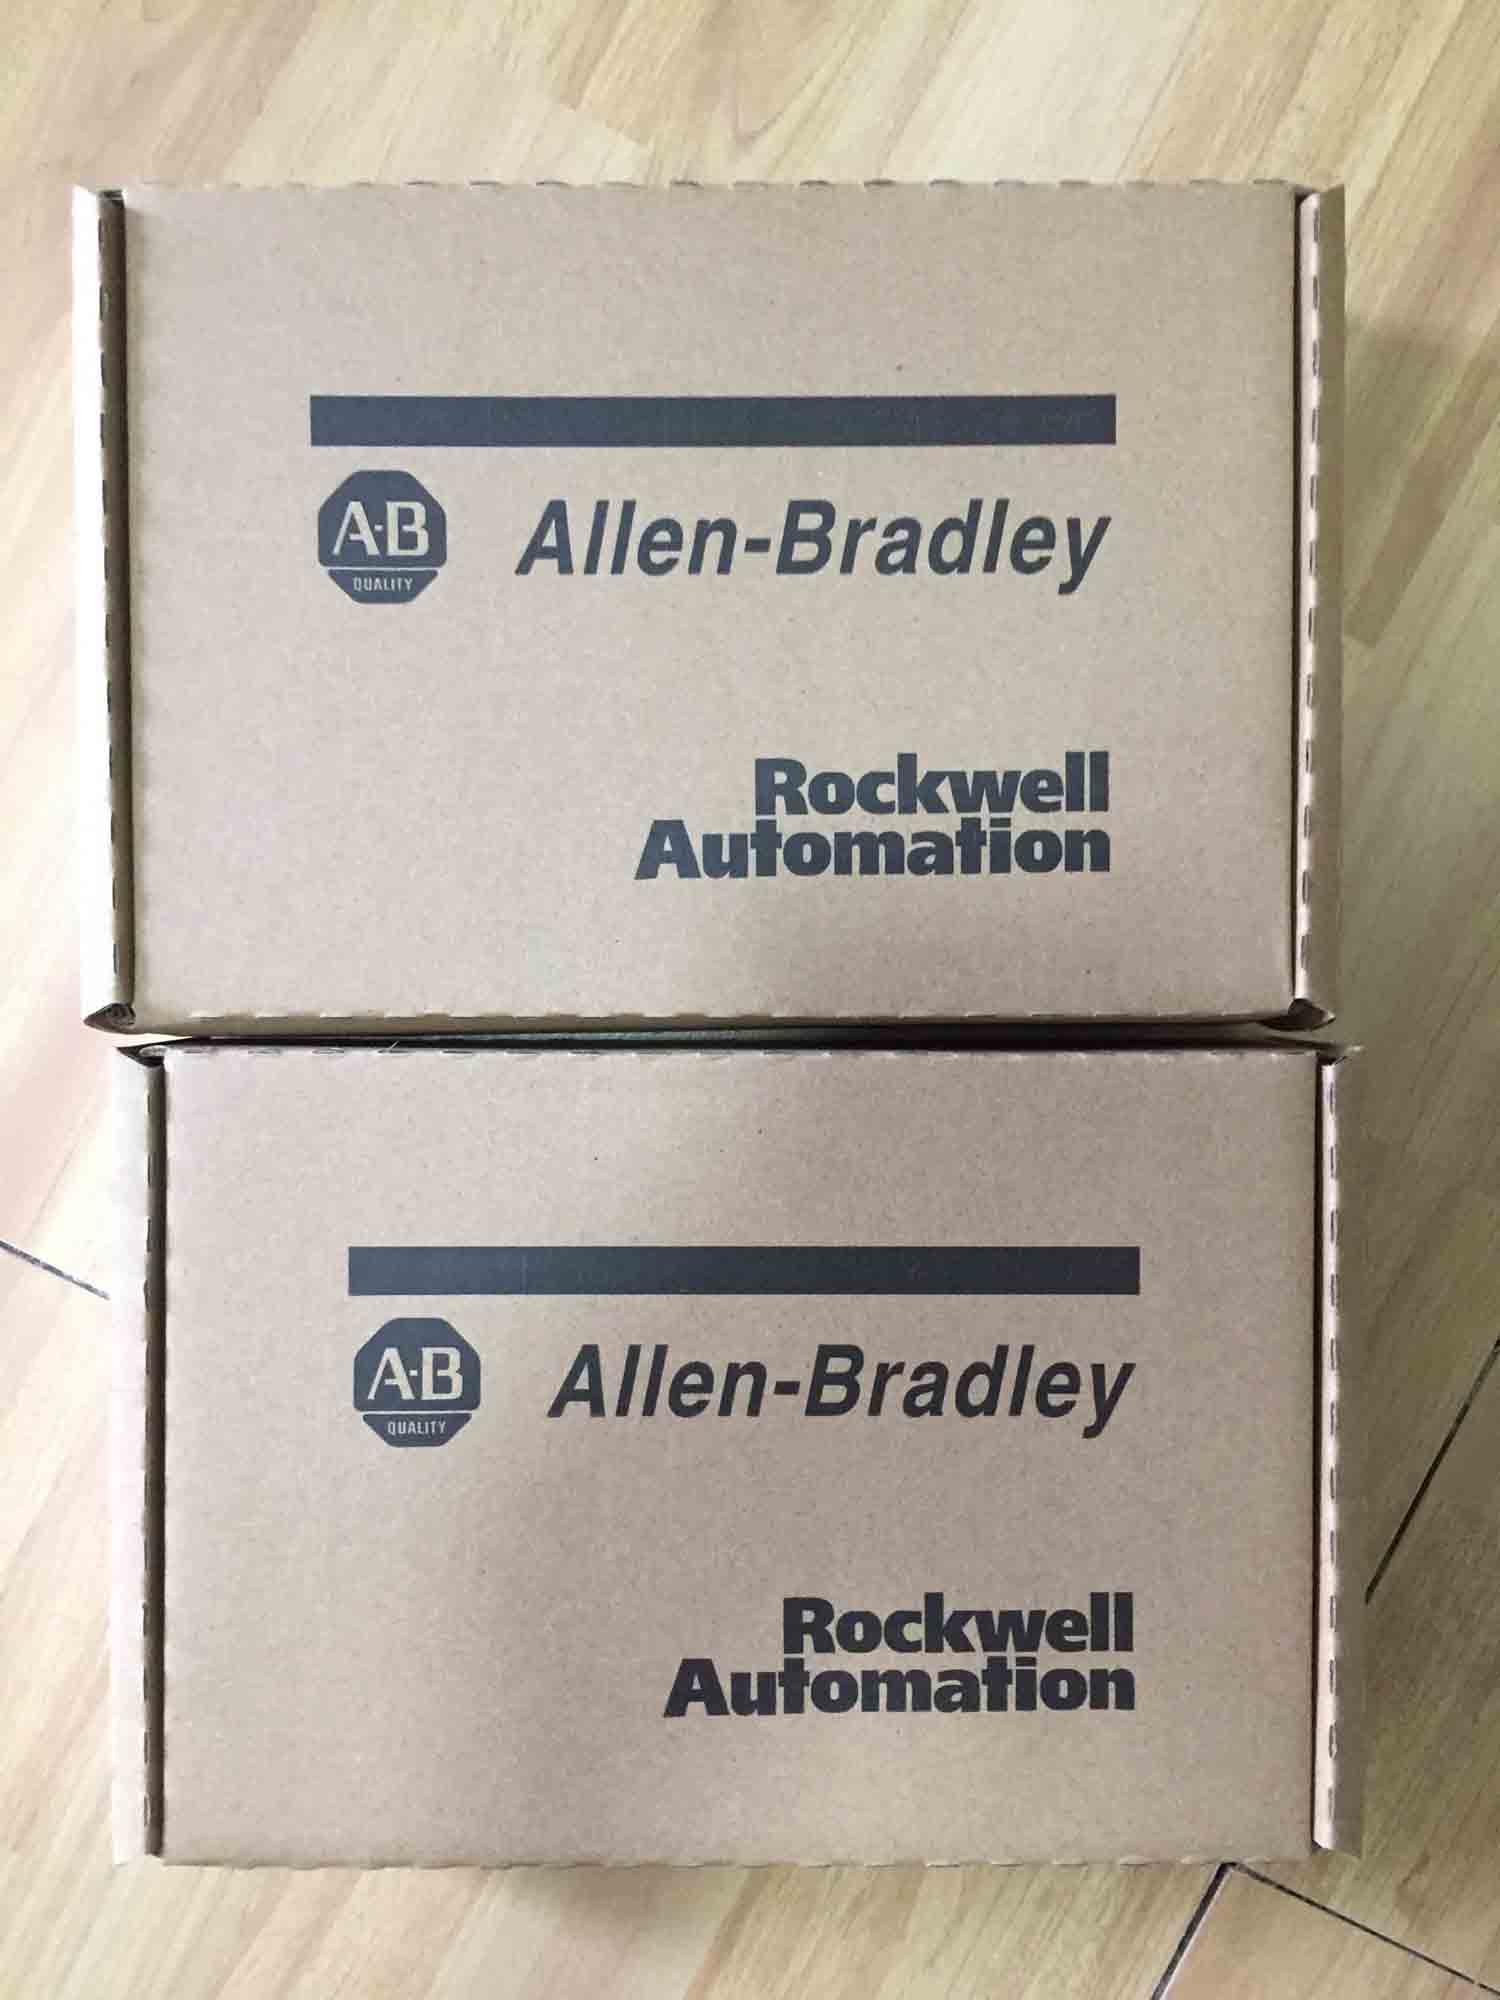 A-B
QUALITY
Allen-Bradley
Rockwell
Automation
A-B
QUALITY
Allen-Bradley
Rockwell
Automation